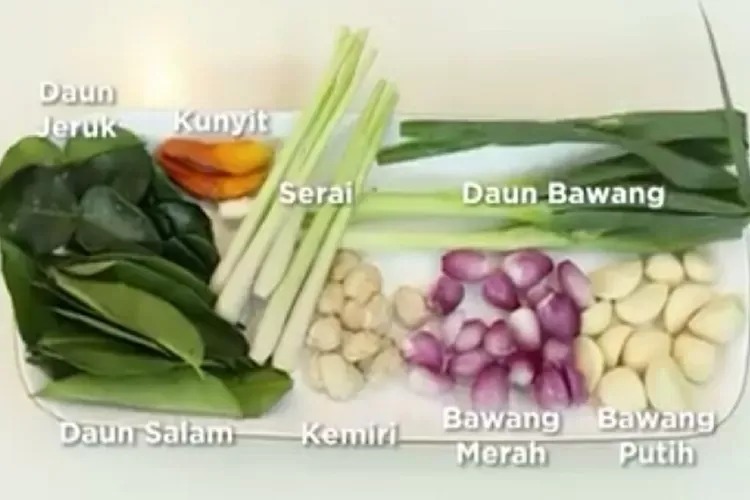 Daun
Jeruk
Kunyit
Serai
Daun Bawang
Daun Salam
Kemiri
Bawang
Merah
Bawang
Putih